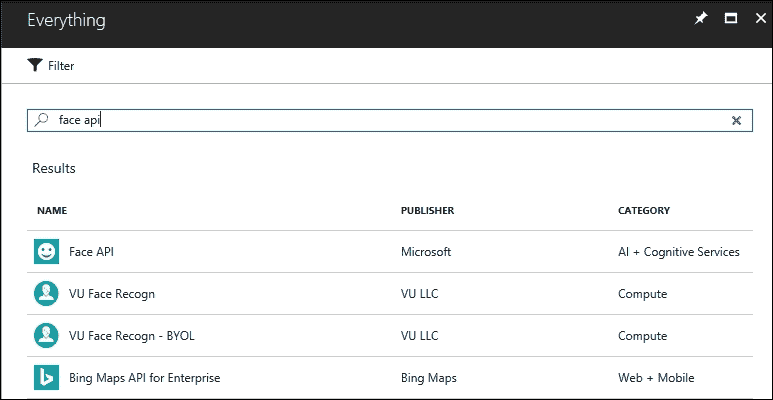 Everything
Filter
face api
Results
NAME PUBLISHER CATEGORY
Face API Microsoft AI + Cognitive Services
VU Face Recogn VU LLC Compute
VU Face Recogn - BYOL VU LLC Compute
Bing Maps API for Enterprise Bing Maps Web + Mobile